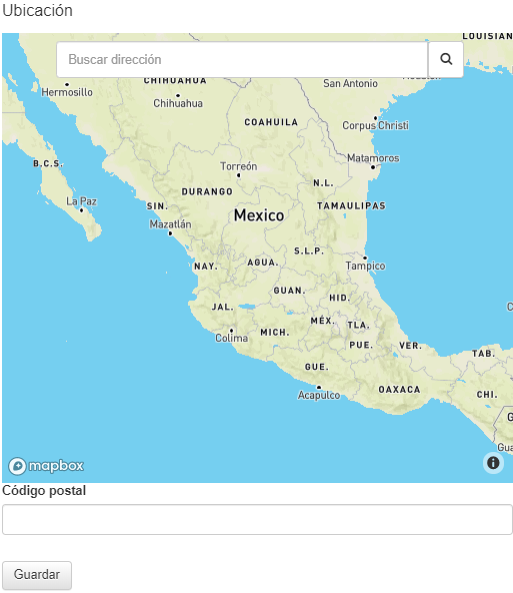 Ubicación
LOUISIAN
Buscar dirección
CHIHUAHUA
San Antonio
Hermosillo
Chihuahua
COAHUILA
Corpus Christi
B.C.S.
Torreón
Matamoros
DURANGO
N.L.
La Paz
SIN.
TAMAULIPAS
Mazatlán
Mexico
S.L.P.
NAY.
AGUA.
Tampico
GUAN.
HID.
JAL.
MÉX.
TLA.
Colima
MICH.
PUE.
VER.
TAB.
GUE.
Acapulco
OAXACA
CHI.
G
Gua
mapbox
Código postal
Guardar